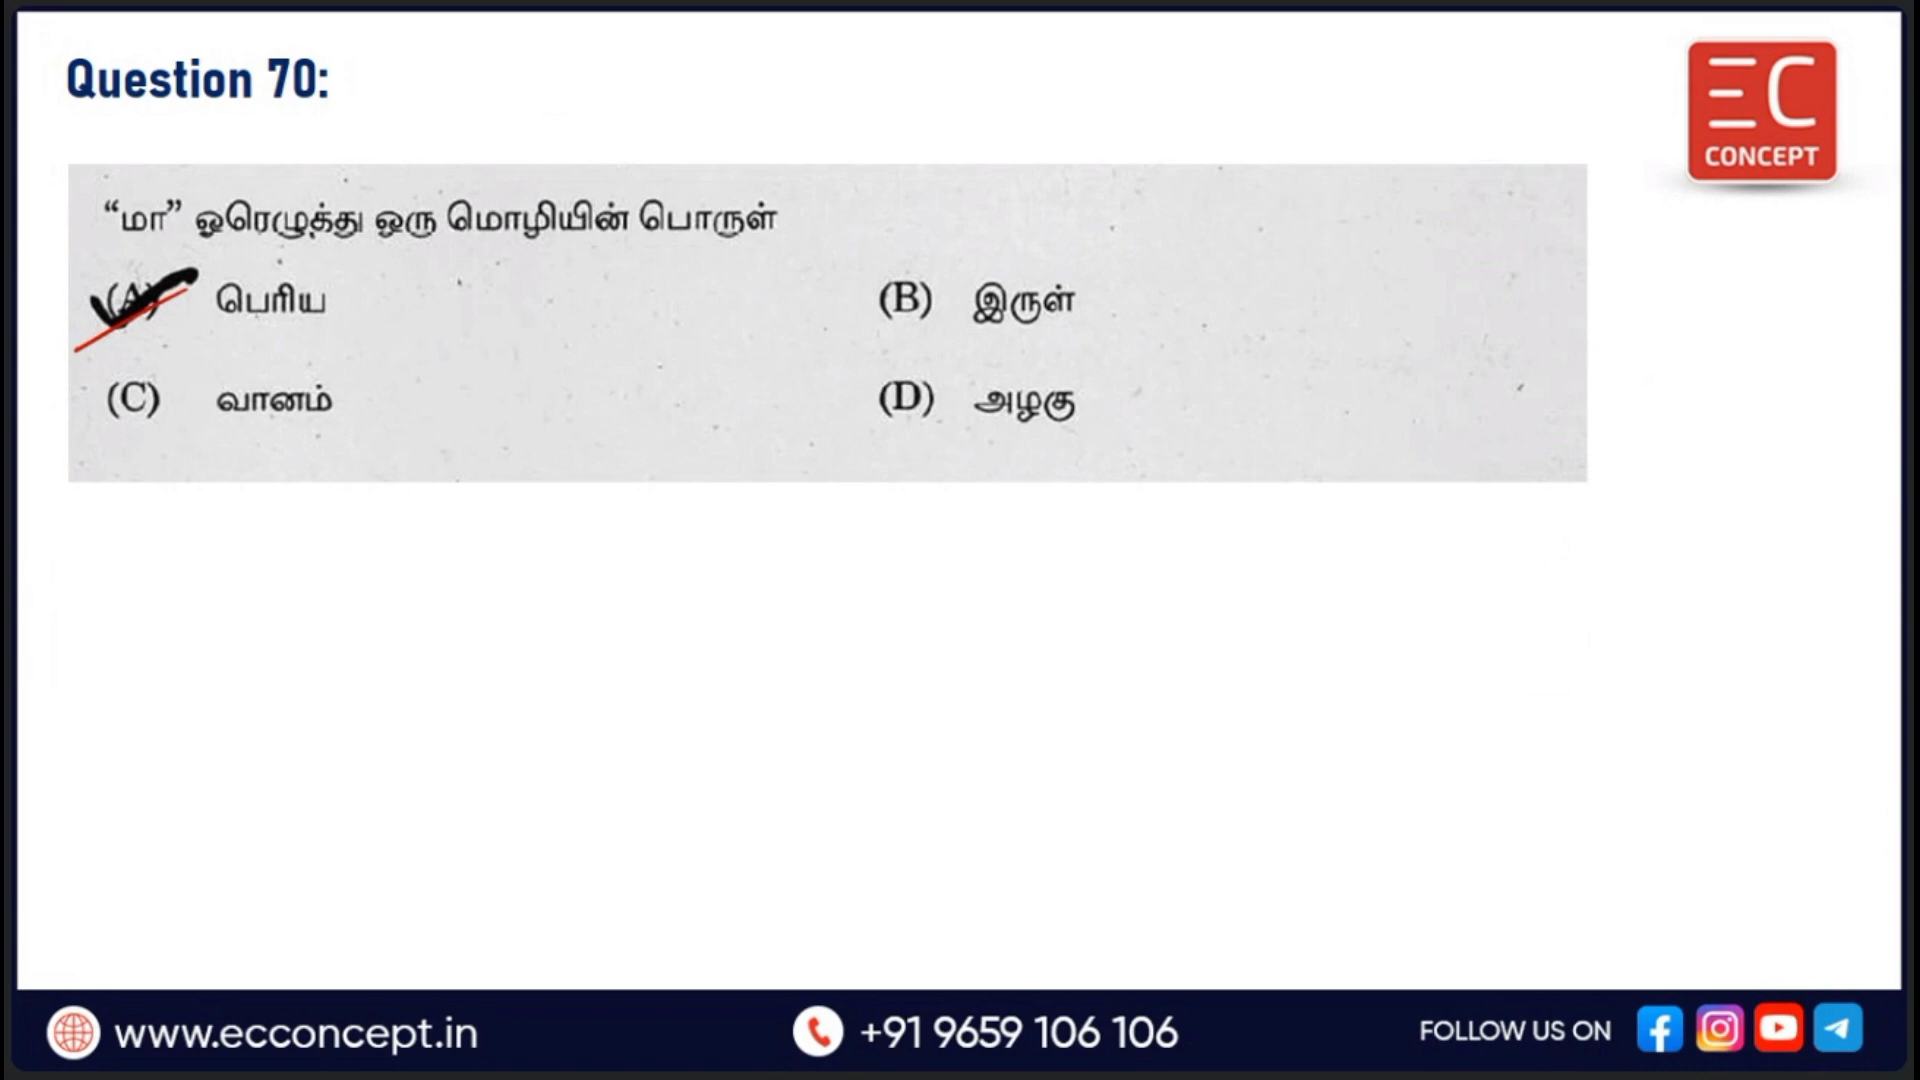 Question 70:
EC
CONCEPT
“மா” ஓரெழுத்து ஒரு மொழியின் பொருள்
(A) பெரிய
(B) இருள்
(C) வானம்
(D) அழகு
www.ecconcept.in
+91 9659 106 106
FOLLOW US ON